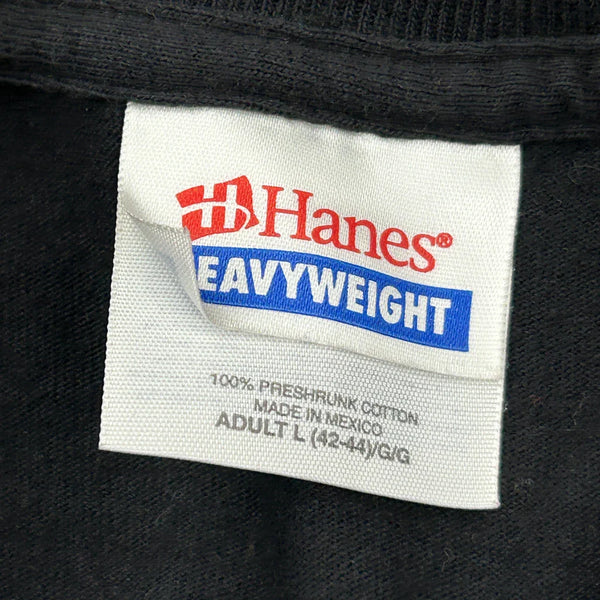 H Hanes®
EAVYWEIGHT
100% PRESHRUNK COTTON
MADE IN MEXICO
ADULT L (42-44)/G/G